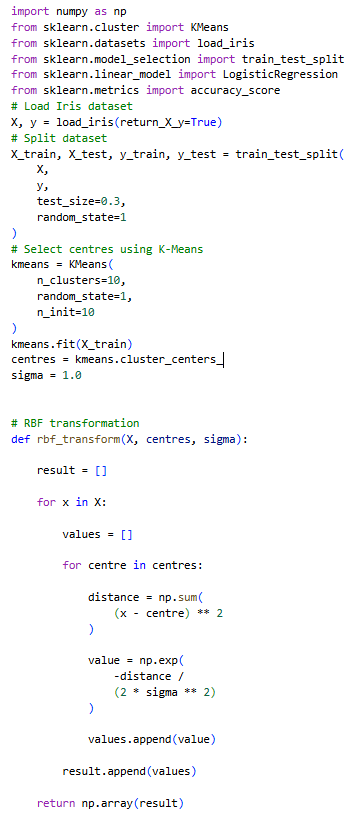 import numpy as np
from sklearn.cluster import KMeans
from sklearn.datasets import load_iris
from sklearn.model_selection import train_test_split
from sklearn.linear_model import LogisticRegression
from sklearn.metrics import accuracy_score
# Load Iris dataset
X, y = load_iris(return_X_y=True)
# Split dataset
X_train, X_test, y_train, y_test = train_test_split(
    X,
    y,
    test_size=0.3,
    random_state=1
)
# Select centres using K-Means
kmeans = KMeans(
    n_clusters=10,
    random_state=1,
    n_init=10
)
kmeans.fit(X_train)
centres = kmeans.cluster_centers_
sigma = 1.0
# RBF transformation
def rbf_transform(X, centres, sigma):
    result = []
    for x in X:
        values = []
        for centre in centres:
            distance = np.sum(
                (x - centre) ** 2
            )
            value = np.exp(
                -distance /
                (2 * sigma ** 2)
            )
            values.append(value)
        result.append(values)
    return np.array(result)